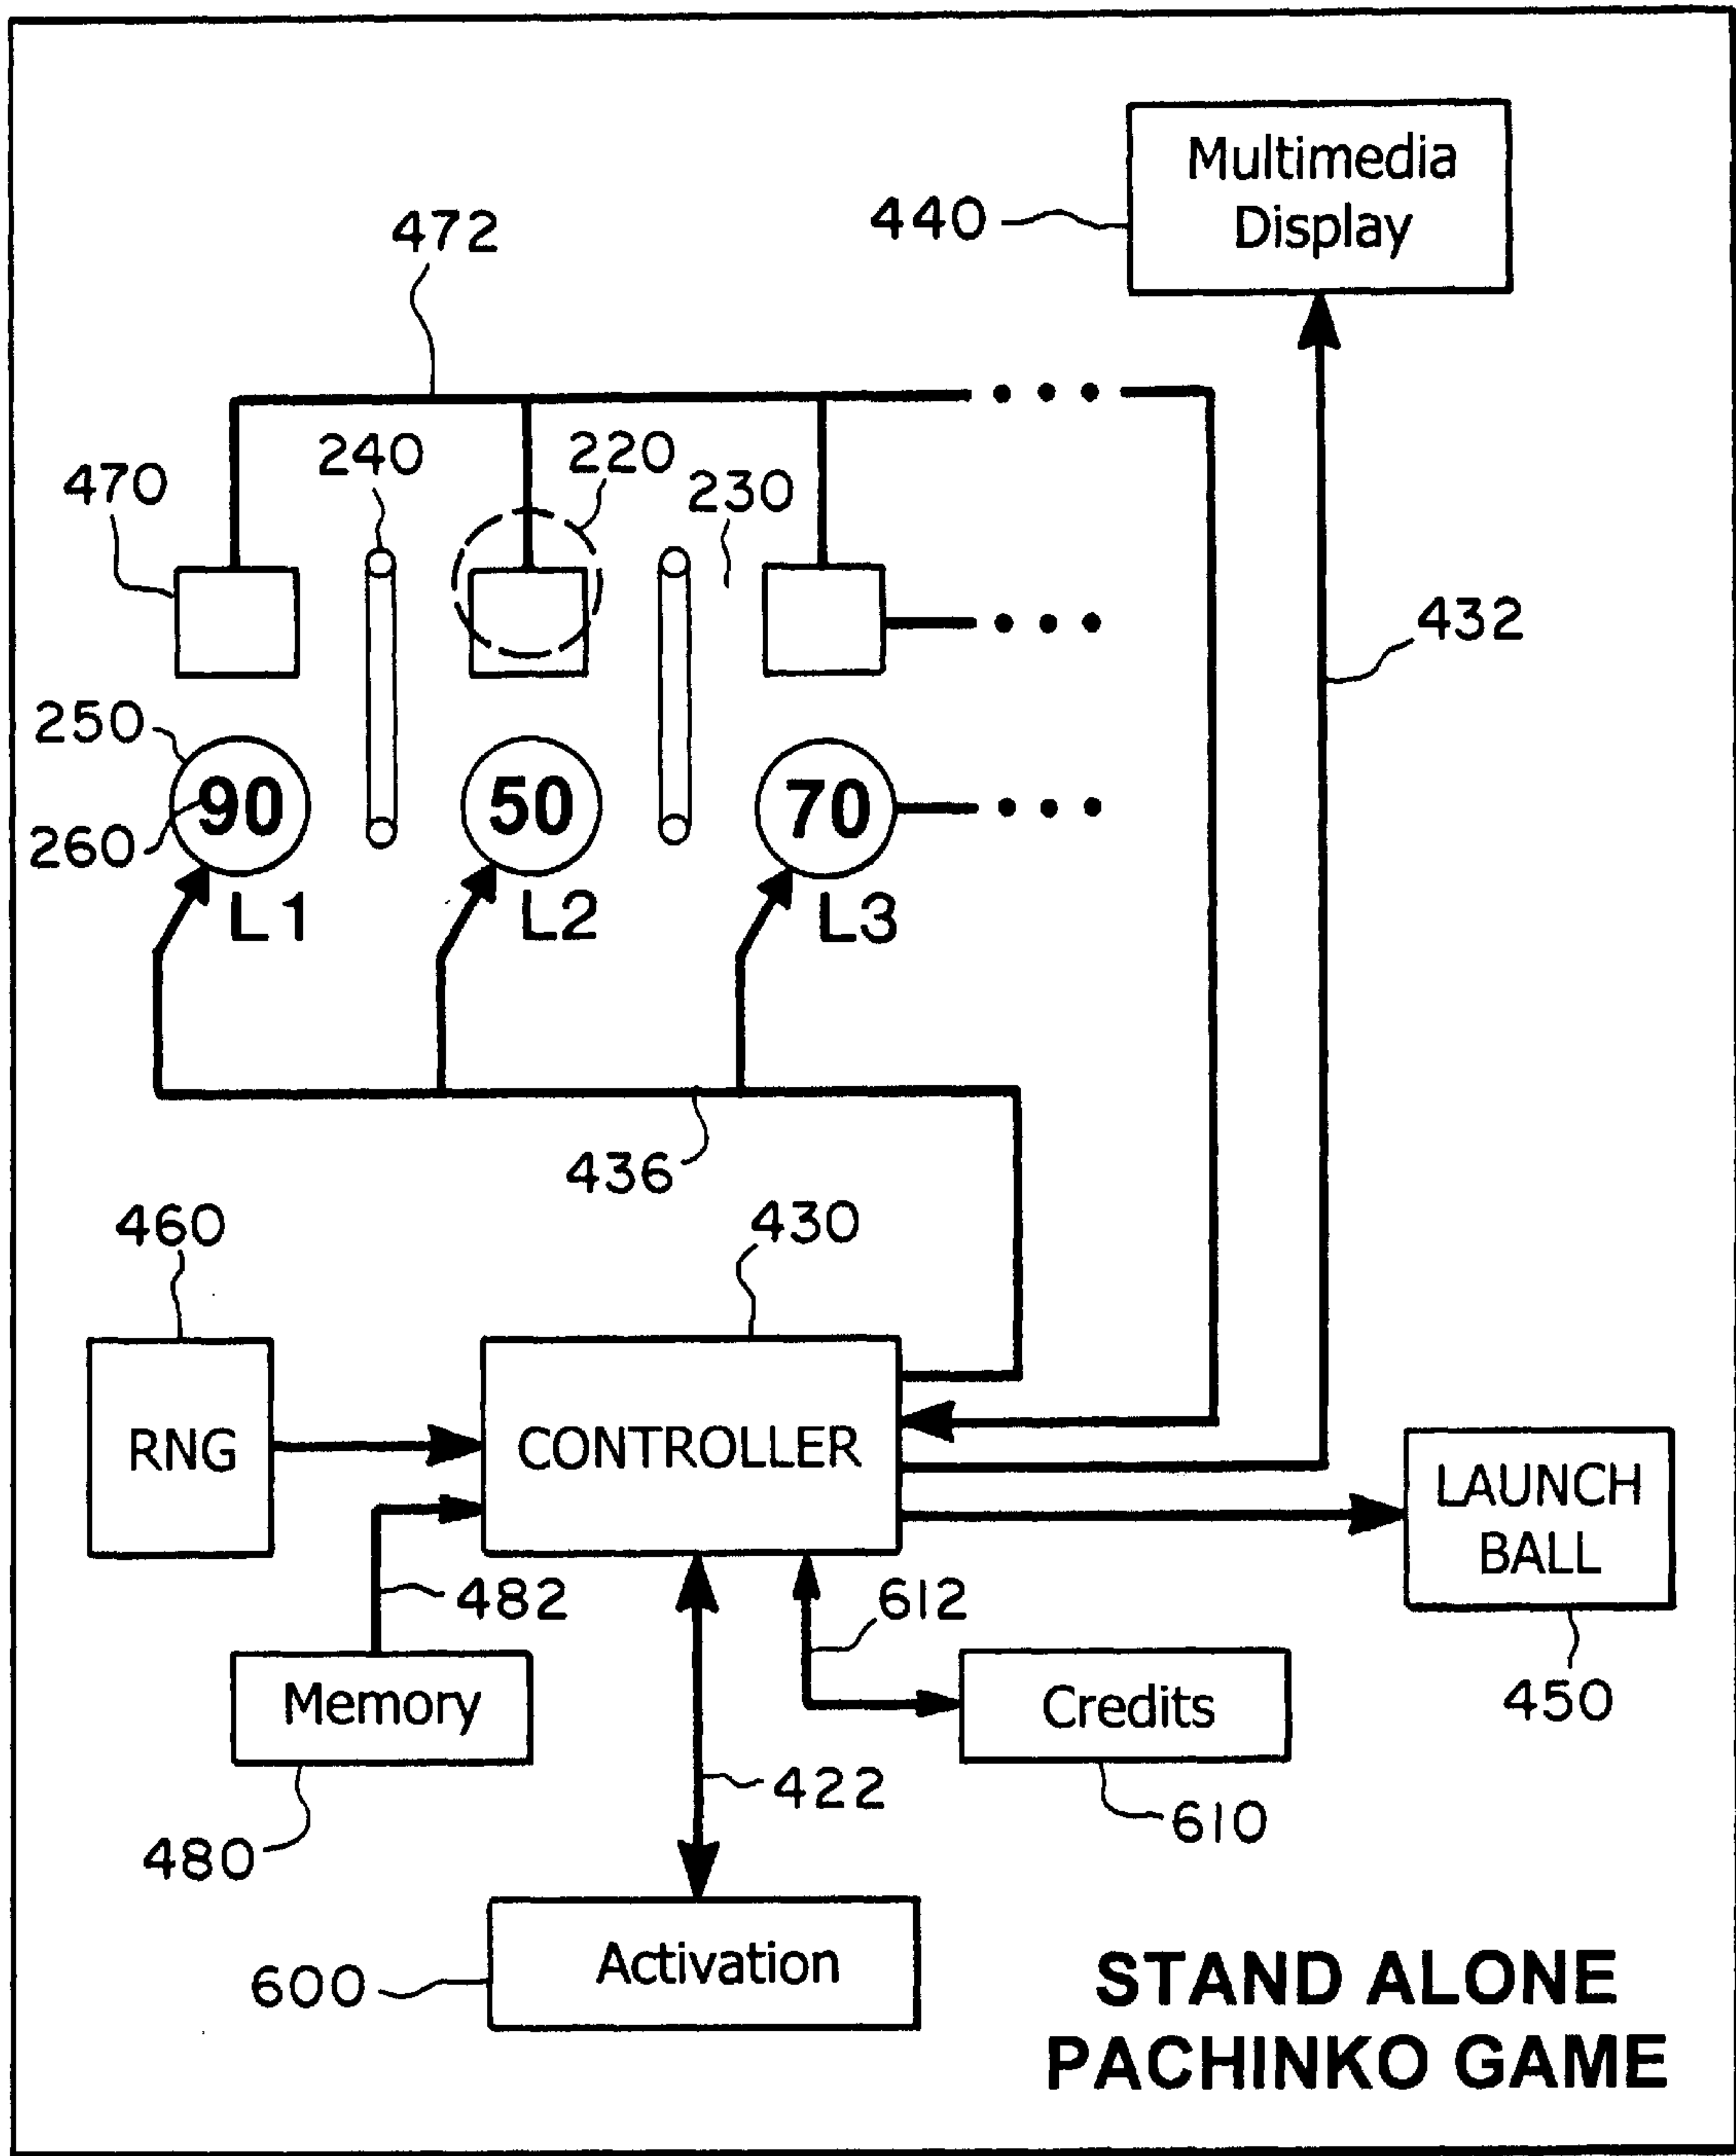 Multimedia
Display
440
472
240
220
230
470
432
250
90
50
70
260
L1
L2
L3
436
460
430
RNG
CONTROLLER
LAUNCH
BALL
482
612
Memory
Credits
450
422
480
610
Activation
600
STAND ALONE
PACHINKO GAME